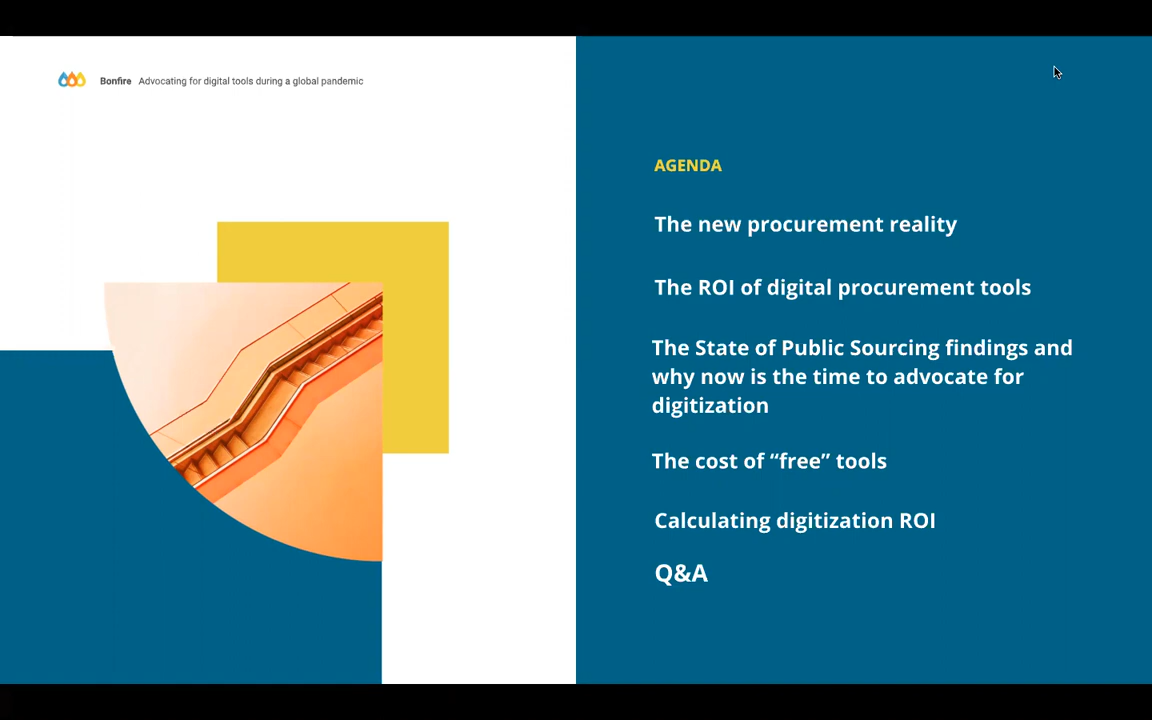 Bonfire Advocating for digital tools during a global pandemic
AGENDA
The new procurement reality
The ROI of digital procurement tools
The State of Public Sourcing findings and
why now is the time to advocate for
digitization
The cost of “free” tools
Calculating digitization ROI
Q&A